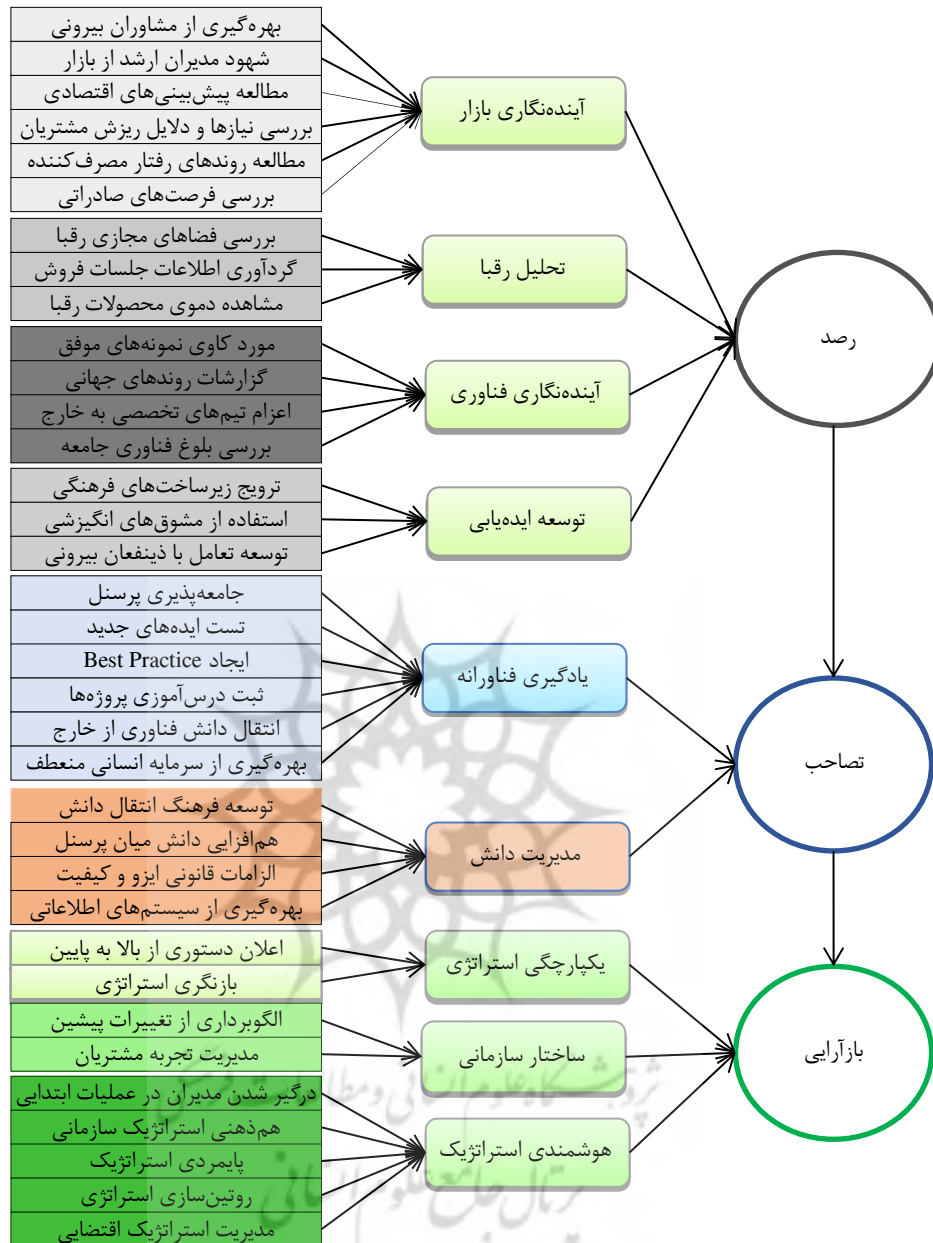 بهره‌گیری از مشاوران بیرونی
شهود مدیران ارشد از بازار
مطالعه پیش‌بینی‌های اقتصادی
بررسی نیازها و دلایل ریزش مشتریان
مطالعه روندهای رفتار مصرف‌کننده
بررسی فرصت‌های صادراتی
آینده‌نگاری بازار
بررسی فضاهای مجازی رقبا
گردآوری اطلاعات جلسات فروش
مشاهده دموی محصولات رقبا
تحلیل رقبا
رصد
مورد کاوی نمونه‌های موفق
گزارشات روندهای جهانی
اعزام تیم‌های تخصصی به خارج
بررسی بلوغ فناوری جامعه
آینده‌نگاری فناوری
ترویج زیرساخت‌های فرهنگی
استفاده از مشوق‌های انگیزشی
توسعه تعامل با ذینفعان بیرونی
توسعه ایده‌یابی
جامعه‌پذیری پرسنل
تست ایده‌های جدید
ایجاد Best Practice
ثبت درس‌آموزی پروژه‌ها
انتقال دانش فناوری از خارج
بهره‌گیری از سرمایه انسانی منعطف
یادگیری فناورانه
تصاحب
توسعه فرهنگ انتقال دانش
هم‌افزایی دانش میان پرسنل
الزامات قانونی ایزو و کیفیت
بهره‌گیری از سیستم‌های اطلاعاتی
مدیریت دانش
اعلان دستوری از بالا به پایین
بازنگری استراتژی
یکپارچگی استراتژی
الگوبرداری از تغییرات پیشین
مدیریت تجربه مشتریان
ساختار سازمانی
بازآرایی
درگیر شدن مدیران در عملیات ابتدایی
هم‌ذهنی استراتژیک سازمانی
پایمردی استراتژیک
روتین‌سازی استراتژی
مدیریت استراتژیک اقتضایی
هوشمندی استراتژیک
پژوهشگاه علوم انسانی و مطالعات فرهنگی
پرتال جامع علوم انسانی